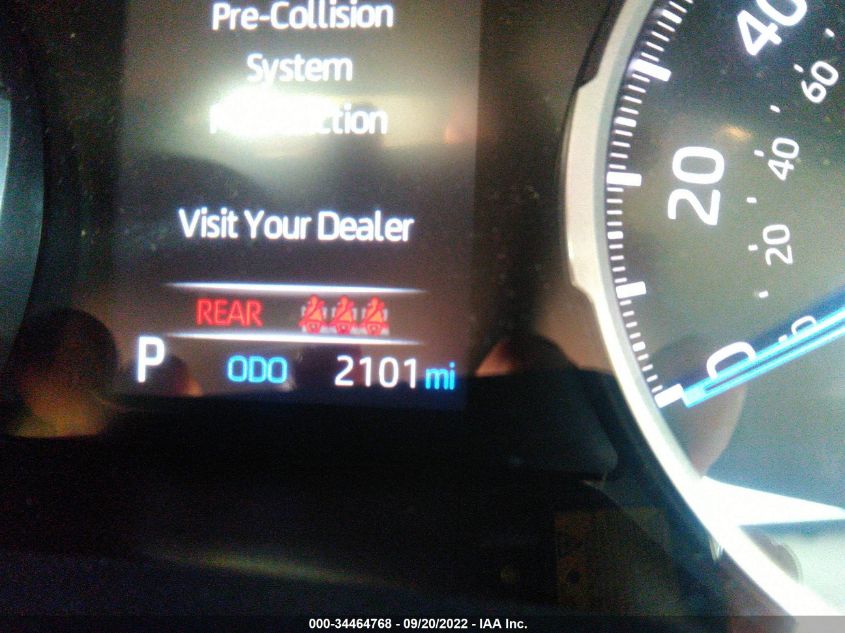 Pre-Collision
System
Visit Your Dealer
REAR
P ODO 2101 mi
40
20
0
60
40
20
0
000-34464768 - 09/20/2022 - IAA Inc.